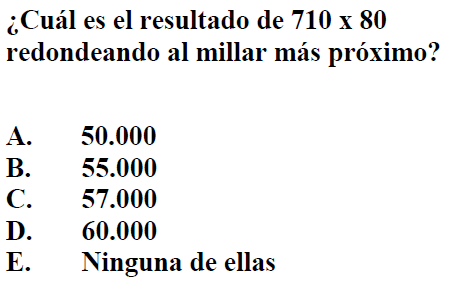 ¿Cuál es el resultado de 710 x 80
redondeando al millar más próximo?
A. 50.000
B. 55.000
C. 57.000
D. 60.000
E. Ninguna de ellas